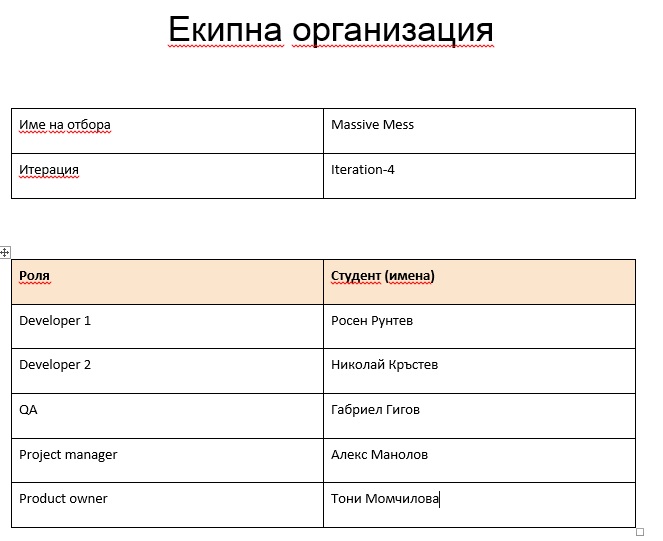 Екипна организация
Име на отбора Massive Mess
Итерация Iteration-4
Роля Студент (имена)
Developer 1 Росен Рунтев
Developer 2 Николай Кръстев
QA Габриел Гигов
Project manager Алекс Манолов
Product owner Тони Момчилова